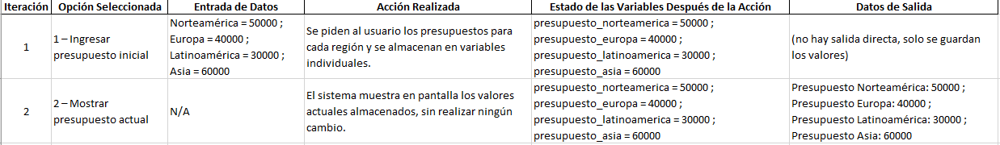 Iteración Opción Seleccionada Entrada de Datos Acción Realizada Estado de las Variables Después de la Acción Datos de Salida
1
1 – Ingresar
presupuesto inicial
Norteamérica = 50000 ;
Europa = 40000 ;
Latinoamérica = 30000 ;
Asia = 60000
Se piden al usuario los presupuestos para
cada región y se almacenan en variables
individuales.
presupuesto_norteamerica = 50000 ;
presupuesto_europa = 40000 ;
presupuesto_latinoamerica = 30000 ;
presupuesto_asia = 60000
(no hay salida directa, solo se guardan
los valores)
2
2 – Mostrar
presupuesto actual
N/A
El sistema muestra en pantalla los valores
actuales almacenados, sin realizar ningún
cambio.
presupuesto_norteamerica = 50000 ;
presupuesto_europa = 40000 ;
presupuesto_latinoamerica = 30000 ;
presupuesto_asia = 60000
Presupuesto Norteamérica: 50000 ;
Presupuesto Europa: 40000 ;
Presupuesto Latinoamérica: 30000 ;
Presupuesto Asia: 60000